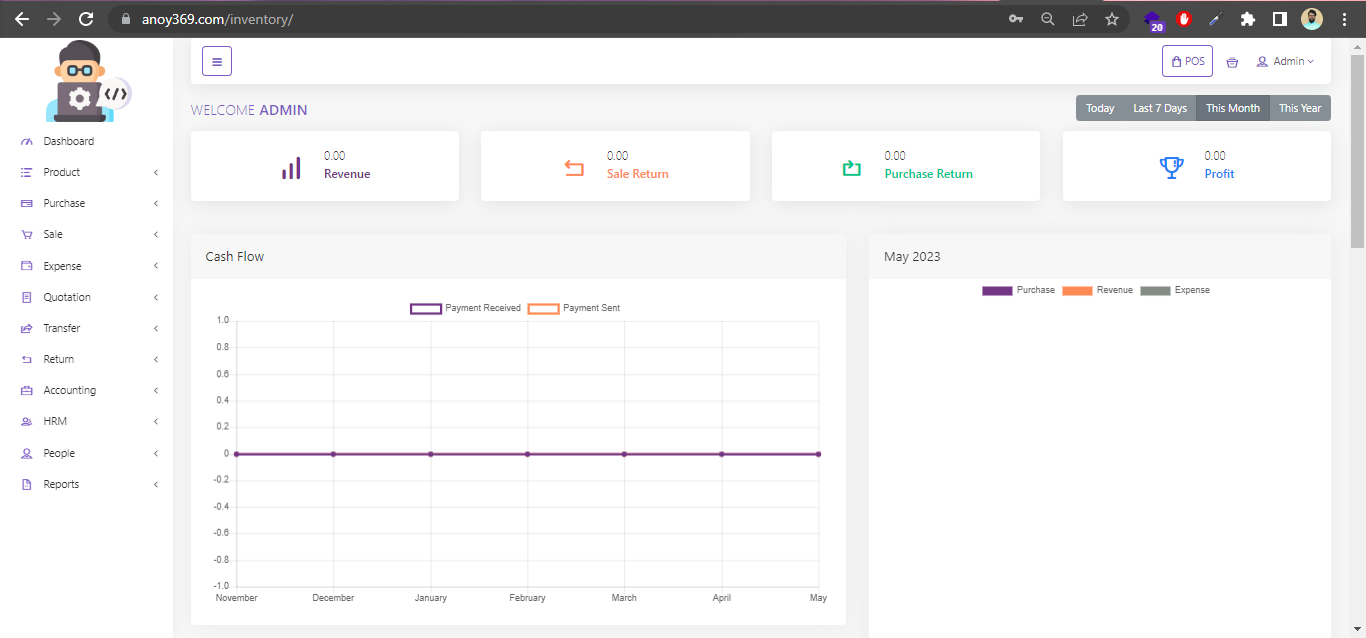 anoy369.com/inventory/
20
</>
POS
Admin
WELCOME ADMIN
Today
Last 7 Days
This Month
This Year
Dashboard
Product
Purchase
Sale
Expense
Quotation
Transfer
Return
Accounting
HRM
People
Reports
0.00
Revenue
0.00
Sale Return
0.00
Purchase Return
0.00
Profit
Cash Flow
Payment Received
Payment Sent
1.0
0.8
0.6
0.4
0.2
0
-0.2
-0.4
-0.6
-0.8
-1.0
November
December
January
February
March
April
May
May 2023
Purchase
Revenue
Expense